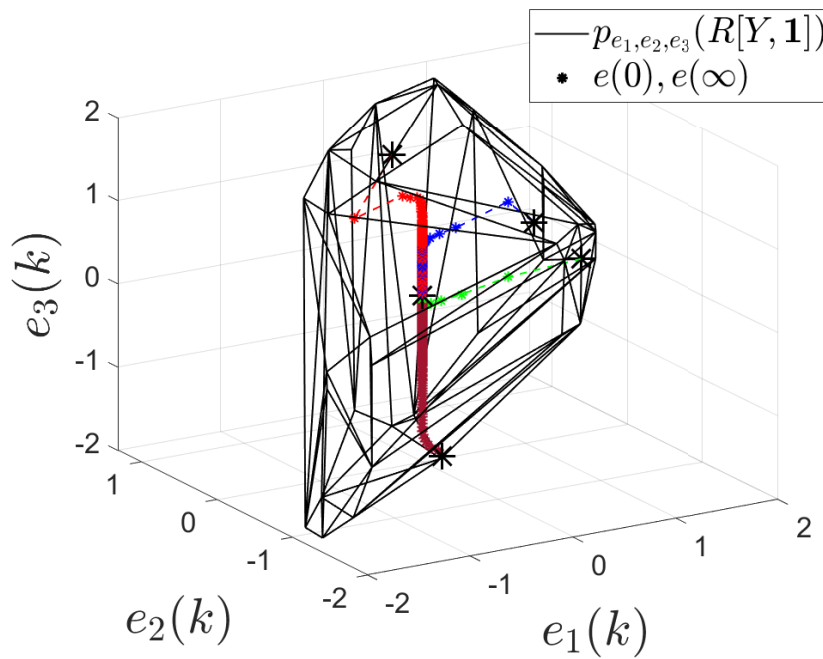 p_{e_1,e_2,e_3}(R[Y, 1])
e(0), e(∞)
2
1
0
-1
-2
e_3(k)
1
0
-1
-2
e_2(k)
-2
-1
0
1
2
e_1(k)